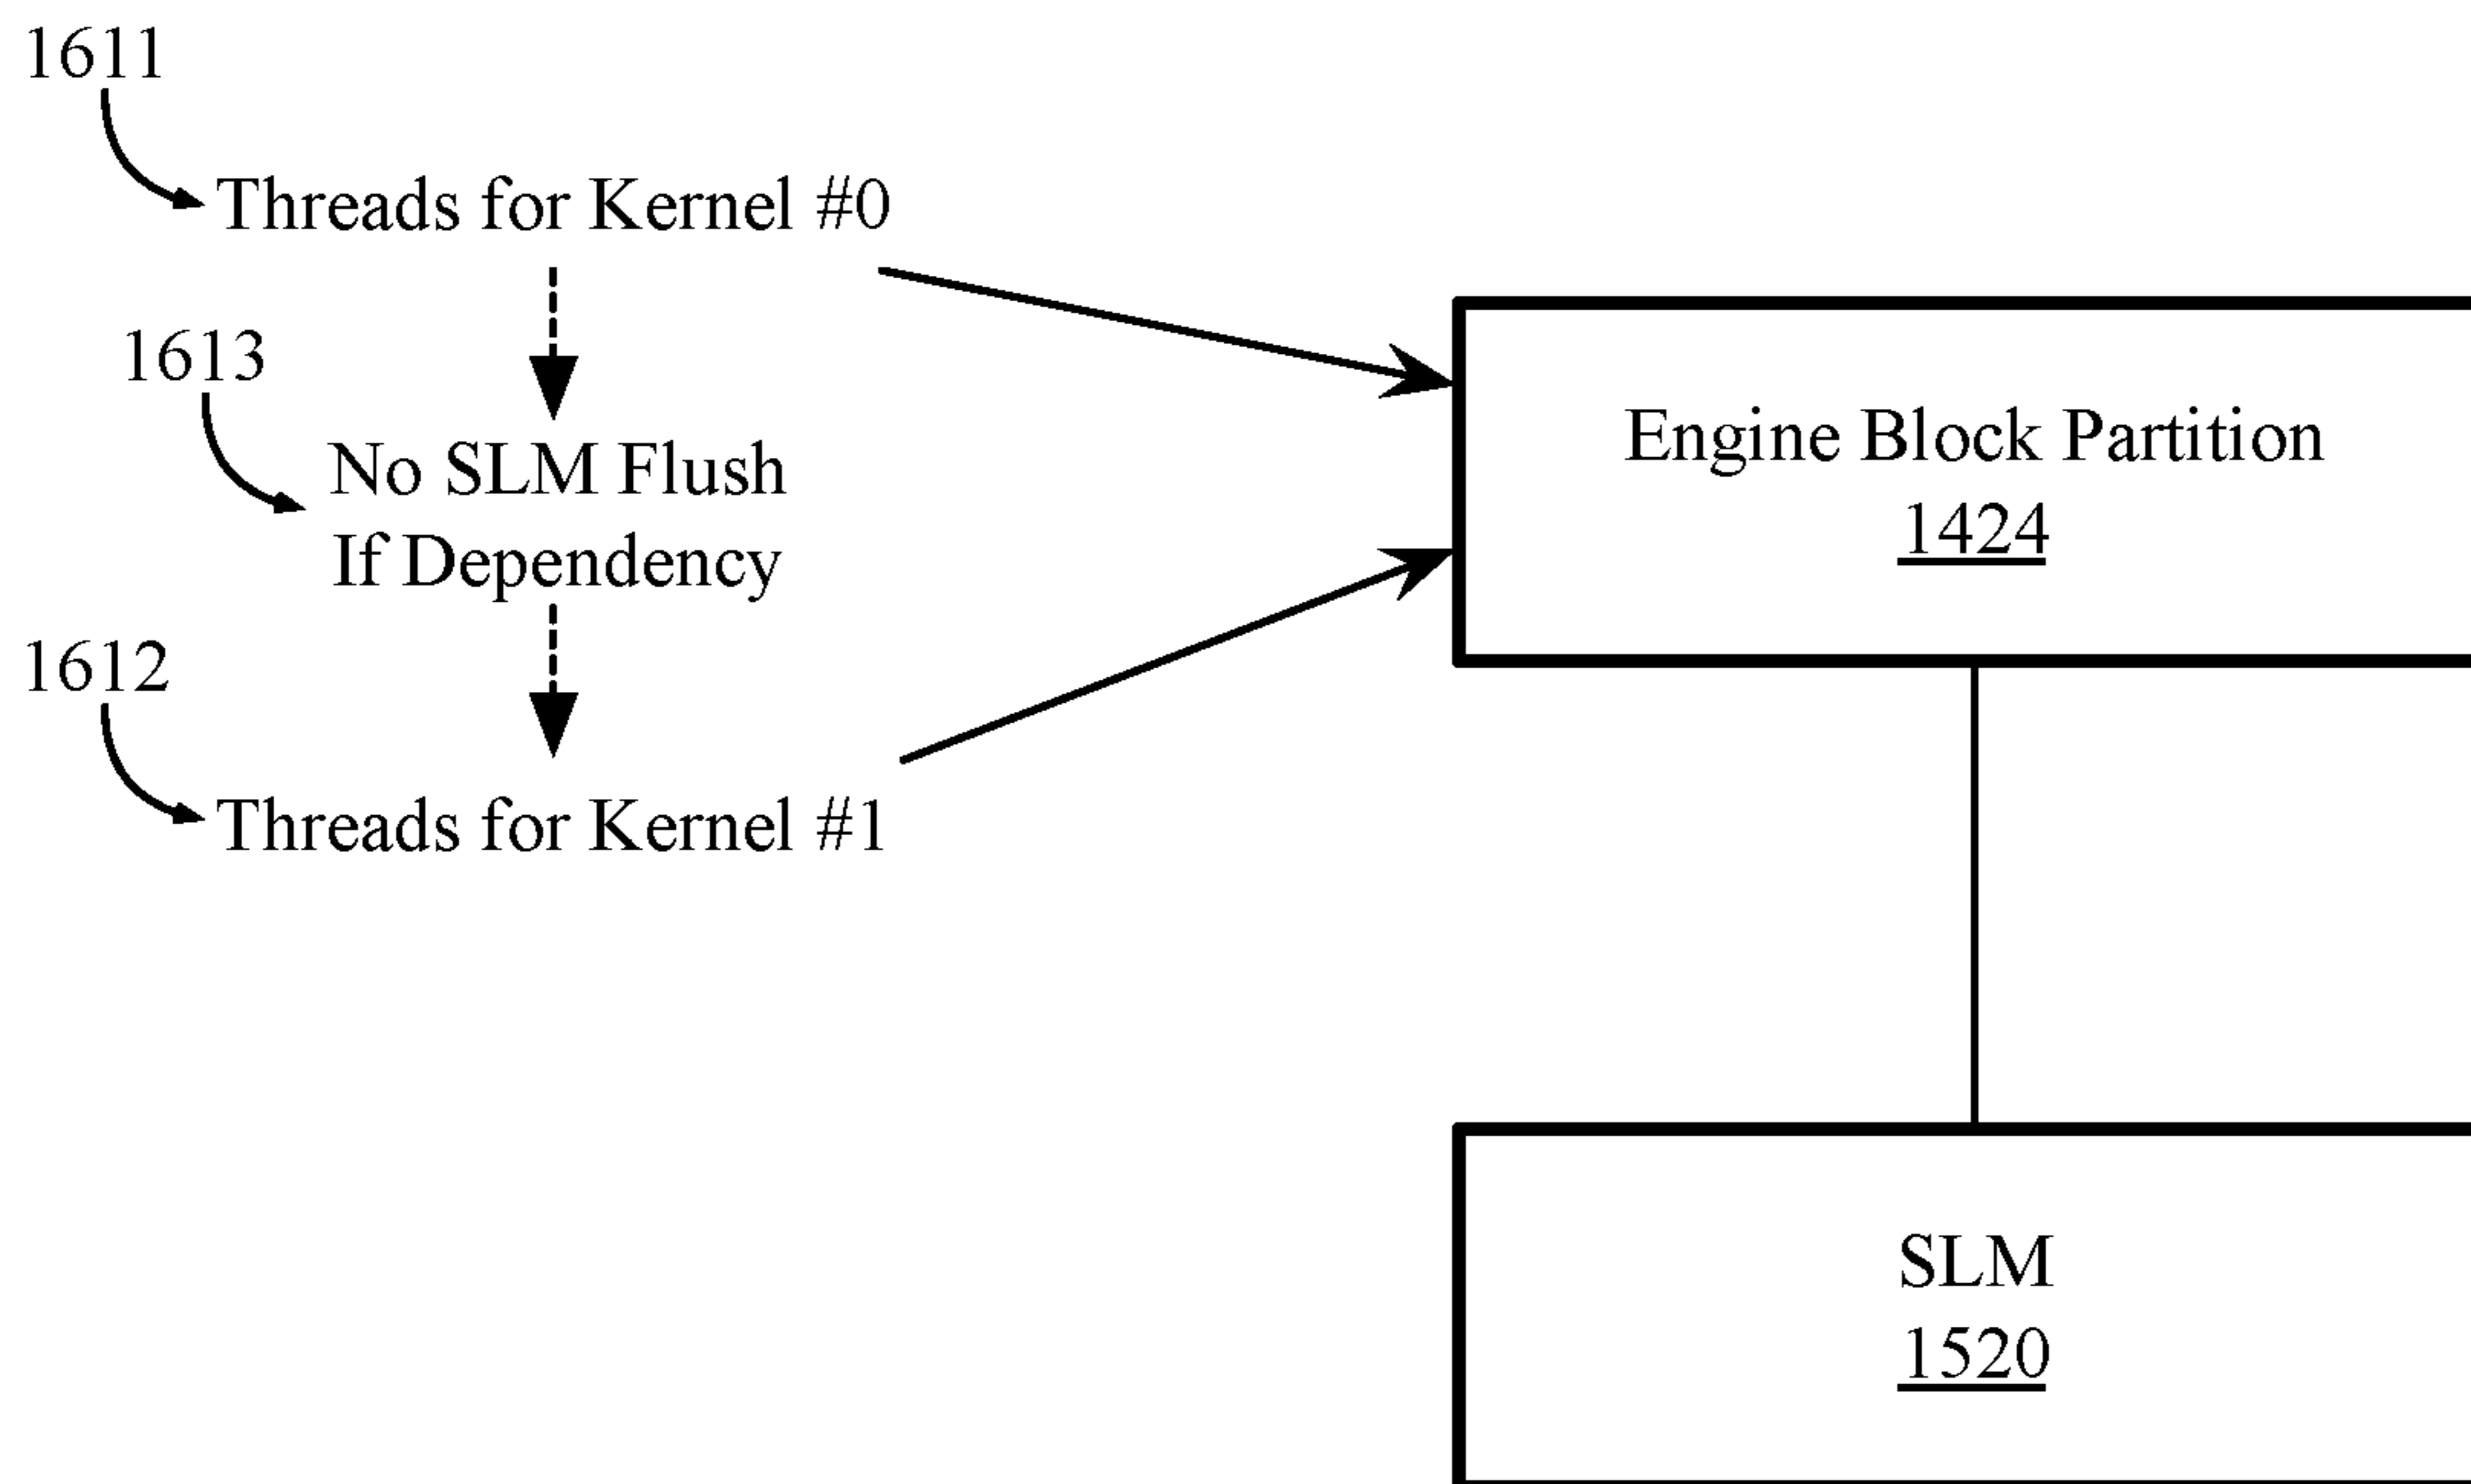 1611
Threads for Kernel #0
1613
Engine Block Partition
1424
No SLM Flush
If Dependency
1612
Threads for Kernel #1
SLM
1520